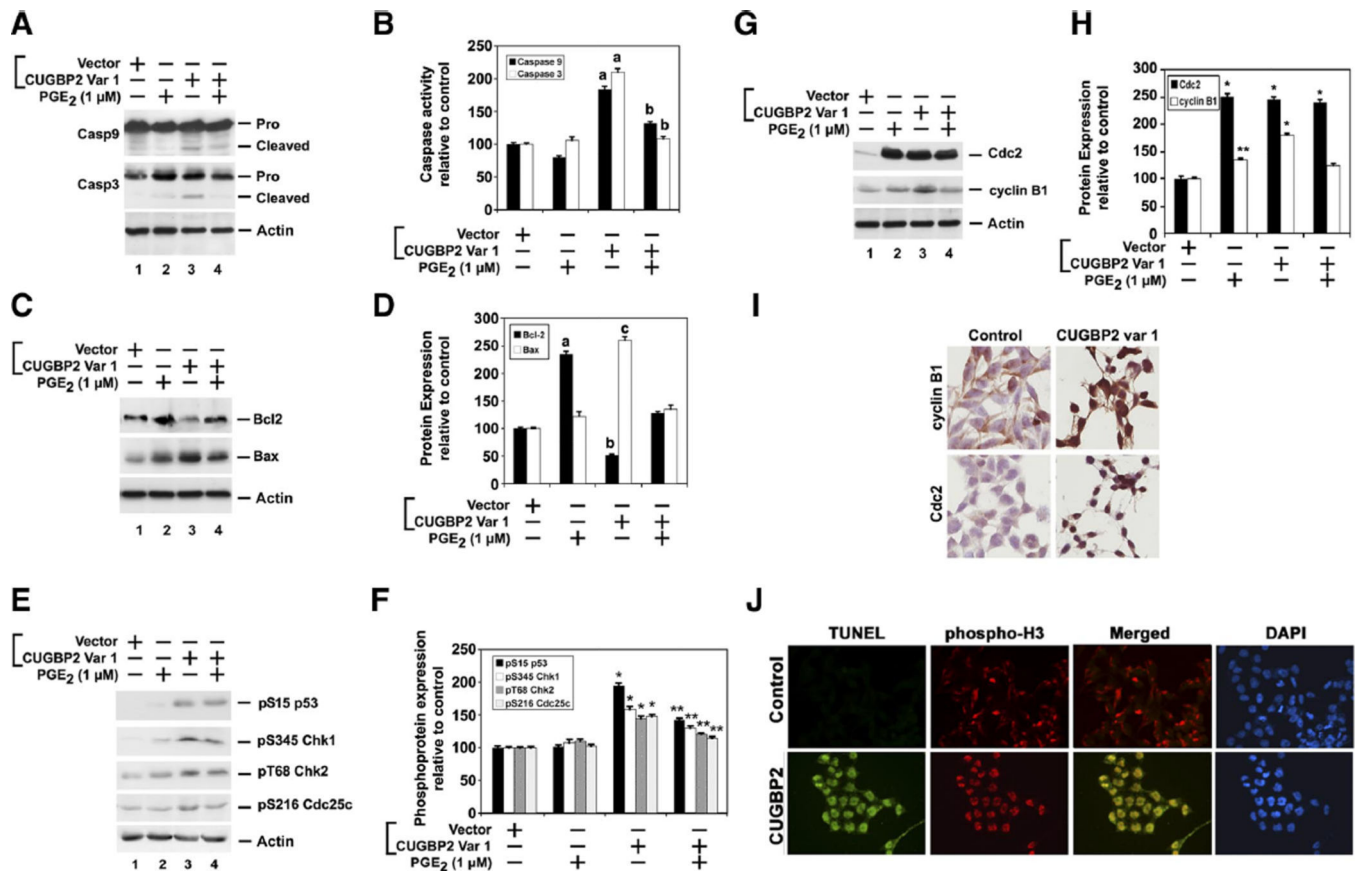 A
Vector + − − −
CUGBP2 Var 1 − − + +
PGE2 (1 µM) − + − +
Casp9
Pro
Cleaved
Casp3
Pro
Cleaved
Actin
1 2 3 4
B
Caspase activity
relative to control
250
200
150
100
50
0
Caspase 9
Caspase 3
a a
b b
Vector + − − −
CUGBP2 Var 1 − − + +
PGE2 (1 µM) − + − +
C
Vector + − − −
CUGBP2 Var 1 − − + +
PGE2 (1 µM) − + − +
Bcl2
Bax
Actin
1 2 3 4
D
Protein Expression
relative to control
300
250
200
150
100
50
0
Bcl-2
Bax
a b c
Vector + − − −
CUGBP2 Var 1 − − + +
PGE2 (1 µM) − + − +
E
Vector + − − −
CUGBP2 Var 1 − − + +
PGE2 (1 µM) − + − +
pS15 p53
pS345 Chk1
pT68 Chk2
pS216 Cdc25c
Actin
1 2 3 4
F
Phosphoprotein expression
relative to control
250
200
150
100
50
0
pS15 p53
pS345 Chk1
pT68 Chk2
pS216 Cdc25c
* * * *
** ** ** **
Vector + − − −
CUGBP2 Var 1 − − + +
PGE2 (1 µM) − + − +
G
Vector + − − −
CUGBP2 Var 1 − − + +
PGE2 (1 µM) − + − +
Cdc2
cyclin B1
Actin
1 2 3 4
H
Protein Expression
relative to control
300
250
200
150
100
50
0
Cdc2
cyclin B1
* ** * * *
Vector + − − −
CUGBP2 Var 1 − − + +
PGE2 (1 µM) − + − +
I
Control CUGBP2 var 1
cyclin B1
Cdc2
J
TUNEL phospho-H3 Merged DAPI
Control
CUGBP2